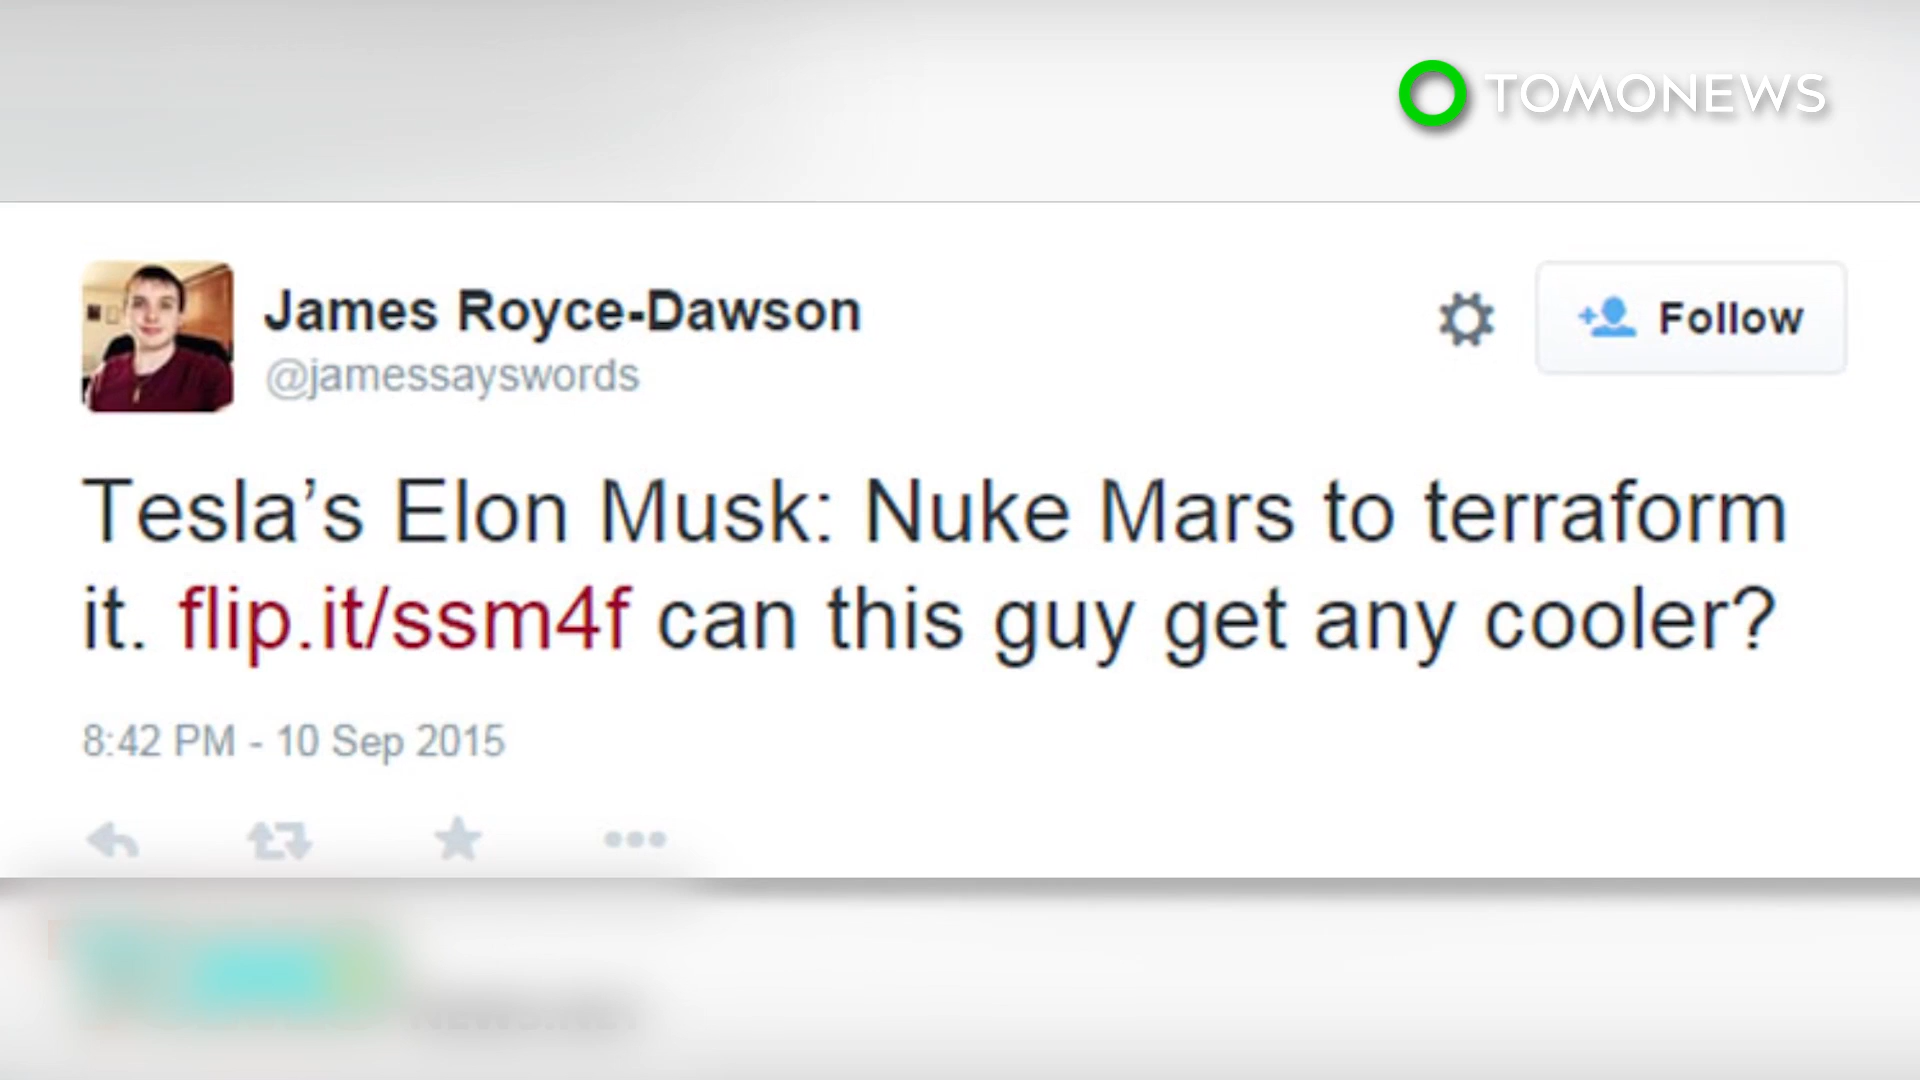 TOMONEWS
James Royce-Dawson
@jamessayswords
Follow
Tesla’s Elon Musk: Nuke Mars to terraform
it. flip.it/ssm4f can this guy get any cooler?
8:42 PM - 10 Sep 2015